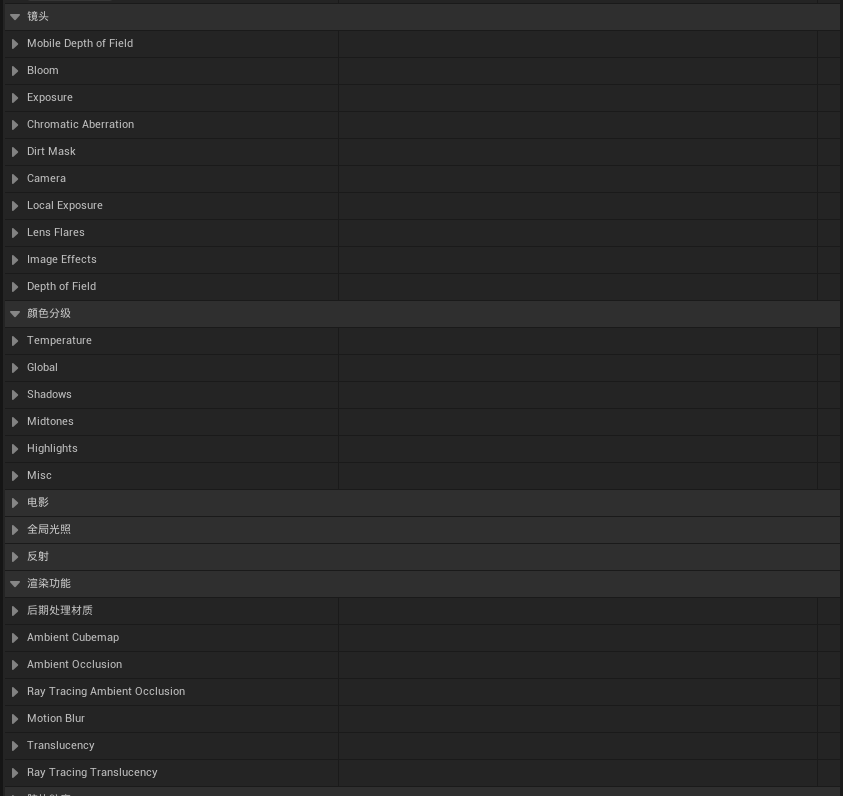 镜头
Mobile Depth of Field
Bloom
Exposure
Chromatic Aberration
Dirt Mask
Camera
Local Exposure
Lens Flares
Image Effects
Depth of Field
颜色分级
Temperature
Global
Shadows
Midtones
Highlights
Misc
电影
全局光照
反射
渲染功能
后期处理材质
Ambient Cubemap
Ambient Occlusion
Ray Tracing Ambient Occlusion
Motion Blur
Translucency
Ray Tracing Translucency